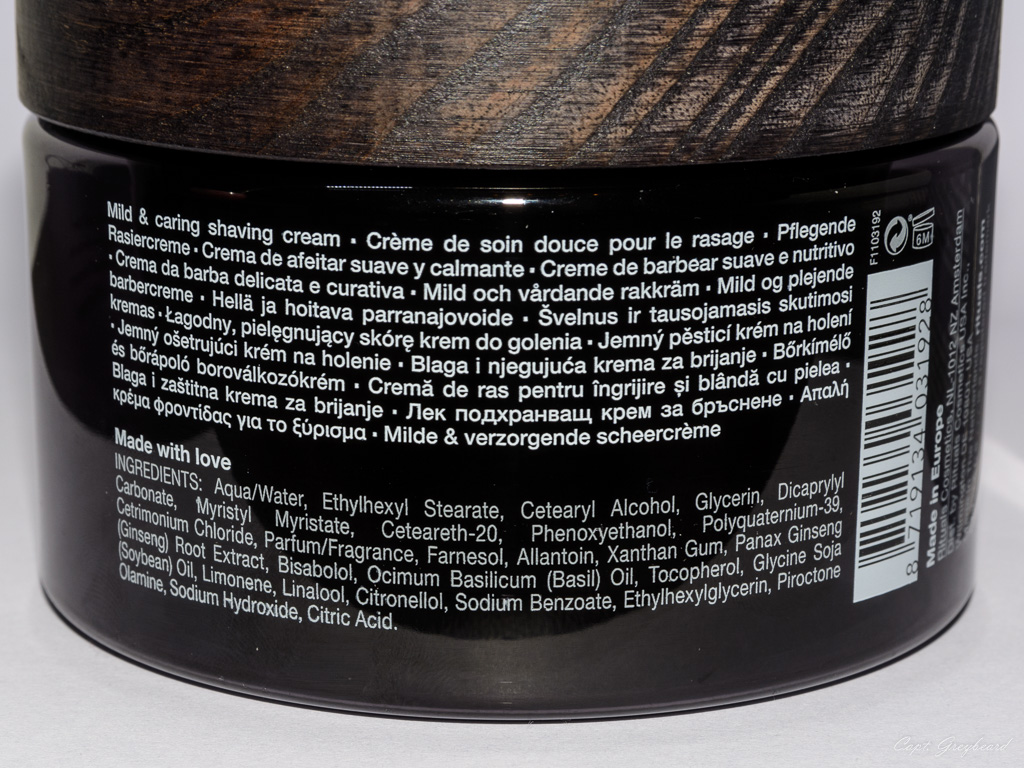 Mild & caring shaving cream · Crème de soin douce pour le rasage · Pflegende
Rasiercreme · Crema de afeitar suave y calmante · Creme de barbear suave e nutritivo
· Crema da barba delicata e curativa · Mild och vårdande rakkräm · Mild og plejende
barbercreme · Hellä ja hoitava parranajovoide · Švelnus ir tausojamasis skutimosi
kremas · Łagodny, pielęgnujący skórę krem do golenia · Jemný pěsticí krém na holení
· Jemný ošetrujúci krém na holenie · Blaga i njegujuća krema za brijanje · Bőrkímélő
és bőrápoló boroválkozókrém · Cremă de ras pentru îngrijire și blândă cu pielea ·
Blaga i zaštitna krema za brijanje · Лек подхранващ крем за бръснене · Απαλή
κρέμα φροντίδας για το ξύρισμα · Milde & verzorgende scheercrème
Made with love
INGREDIENTS: Aqua/Water, Ethylhexyl Stearate, Cetearyl Alcohol, Glycerin, Dicaprylyl
Carbonate, Myristyl Myristate, Ceteareth-20, Phenoxyethanol, Polyquaternium-39,
Cetrimonium Chloride, Parfum/Fragrance, Farnesol, Allantoin, Xanthan Gum, Panax Ginseng
(Ginseng) Root Extract, Bisabolol, Ocimum Basilicum (Basil) Oil, Tocopherol, Glycine Soja
(Soybean) Oil, Limonene, Linalool, Citronellol, Sodium Benzoate, Ethylhexylglycerin, Piroctone
Olamine, Sodium Hydroxide, Citric Acid.
F1103192
6M
8 719134 031928
Made in Europe
NL-1012 NZ Amsterdam
Capt. Greybeard